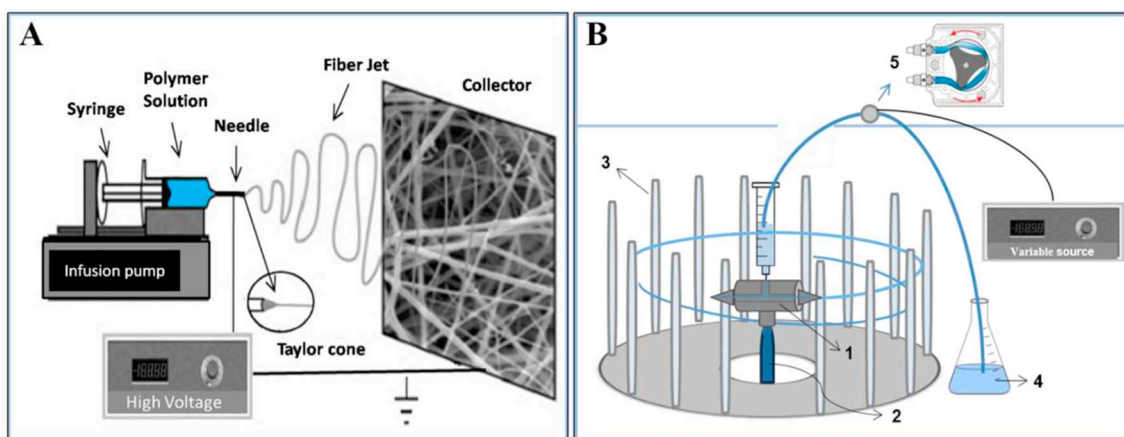 A
Fiber Jet
Collector
Polymer
Solution
Syringe
Needle
Infusion pump
Taylor cone
High Voltage
B
5
3
Variable source
1
4
2